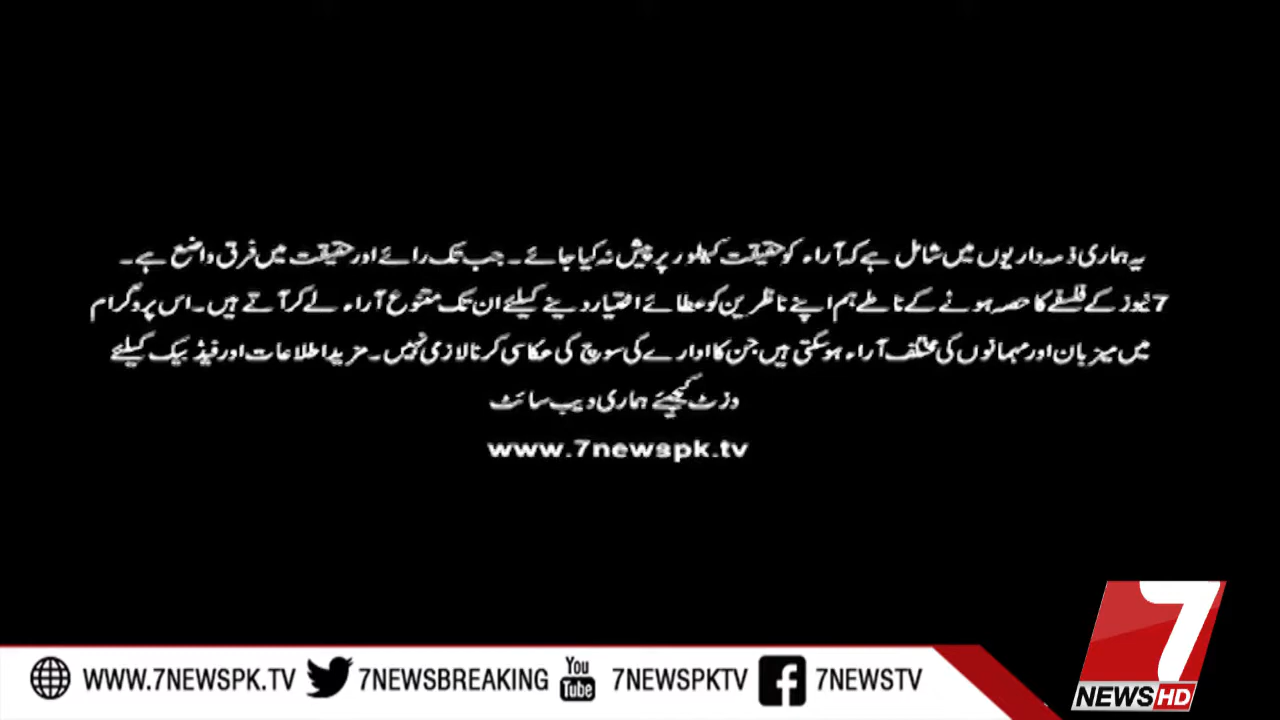 یہ ہماری ذمہ داریوں میں شامل ہے کہ آراء کو حقیقت کے طور پر پیش نہ کیا جائے۔ جب تک رائے اور حقیقت میں فرق واضع ہے۔
7 نیوز کے فلسفے کا حصہ ہونے کے ناطے ہم اپنے ناظرین کو عطائے اختیار دینے کیلئے ان تک متنوع آراء لے کر آتے ہیں۔ اس پروگرام
میں میزبان اور مہمانوں کی مختلف آراء ہو سکتی ہیں جن کا ادارے کی سوچ کی عکاسی کرنا لازمی نہیں۔ مزید اطلاعات اور فیڈ بیک کیلئے
وزٹ کیجیئے ہماری ویب سائٹ
www.7newspk.tv
WWW.7NEWSPK.TV 7NEWSBREAKING You Tube 7NEWSPKTV f 7NEWSTV
7
NEWS HD